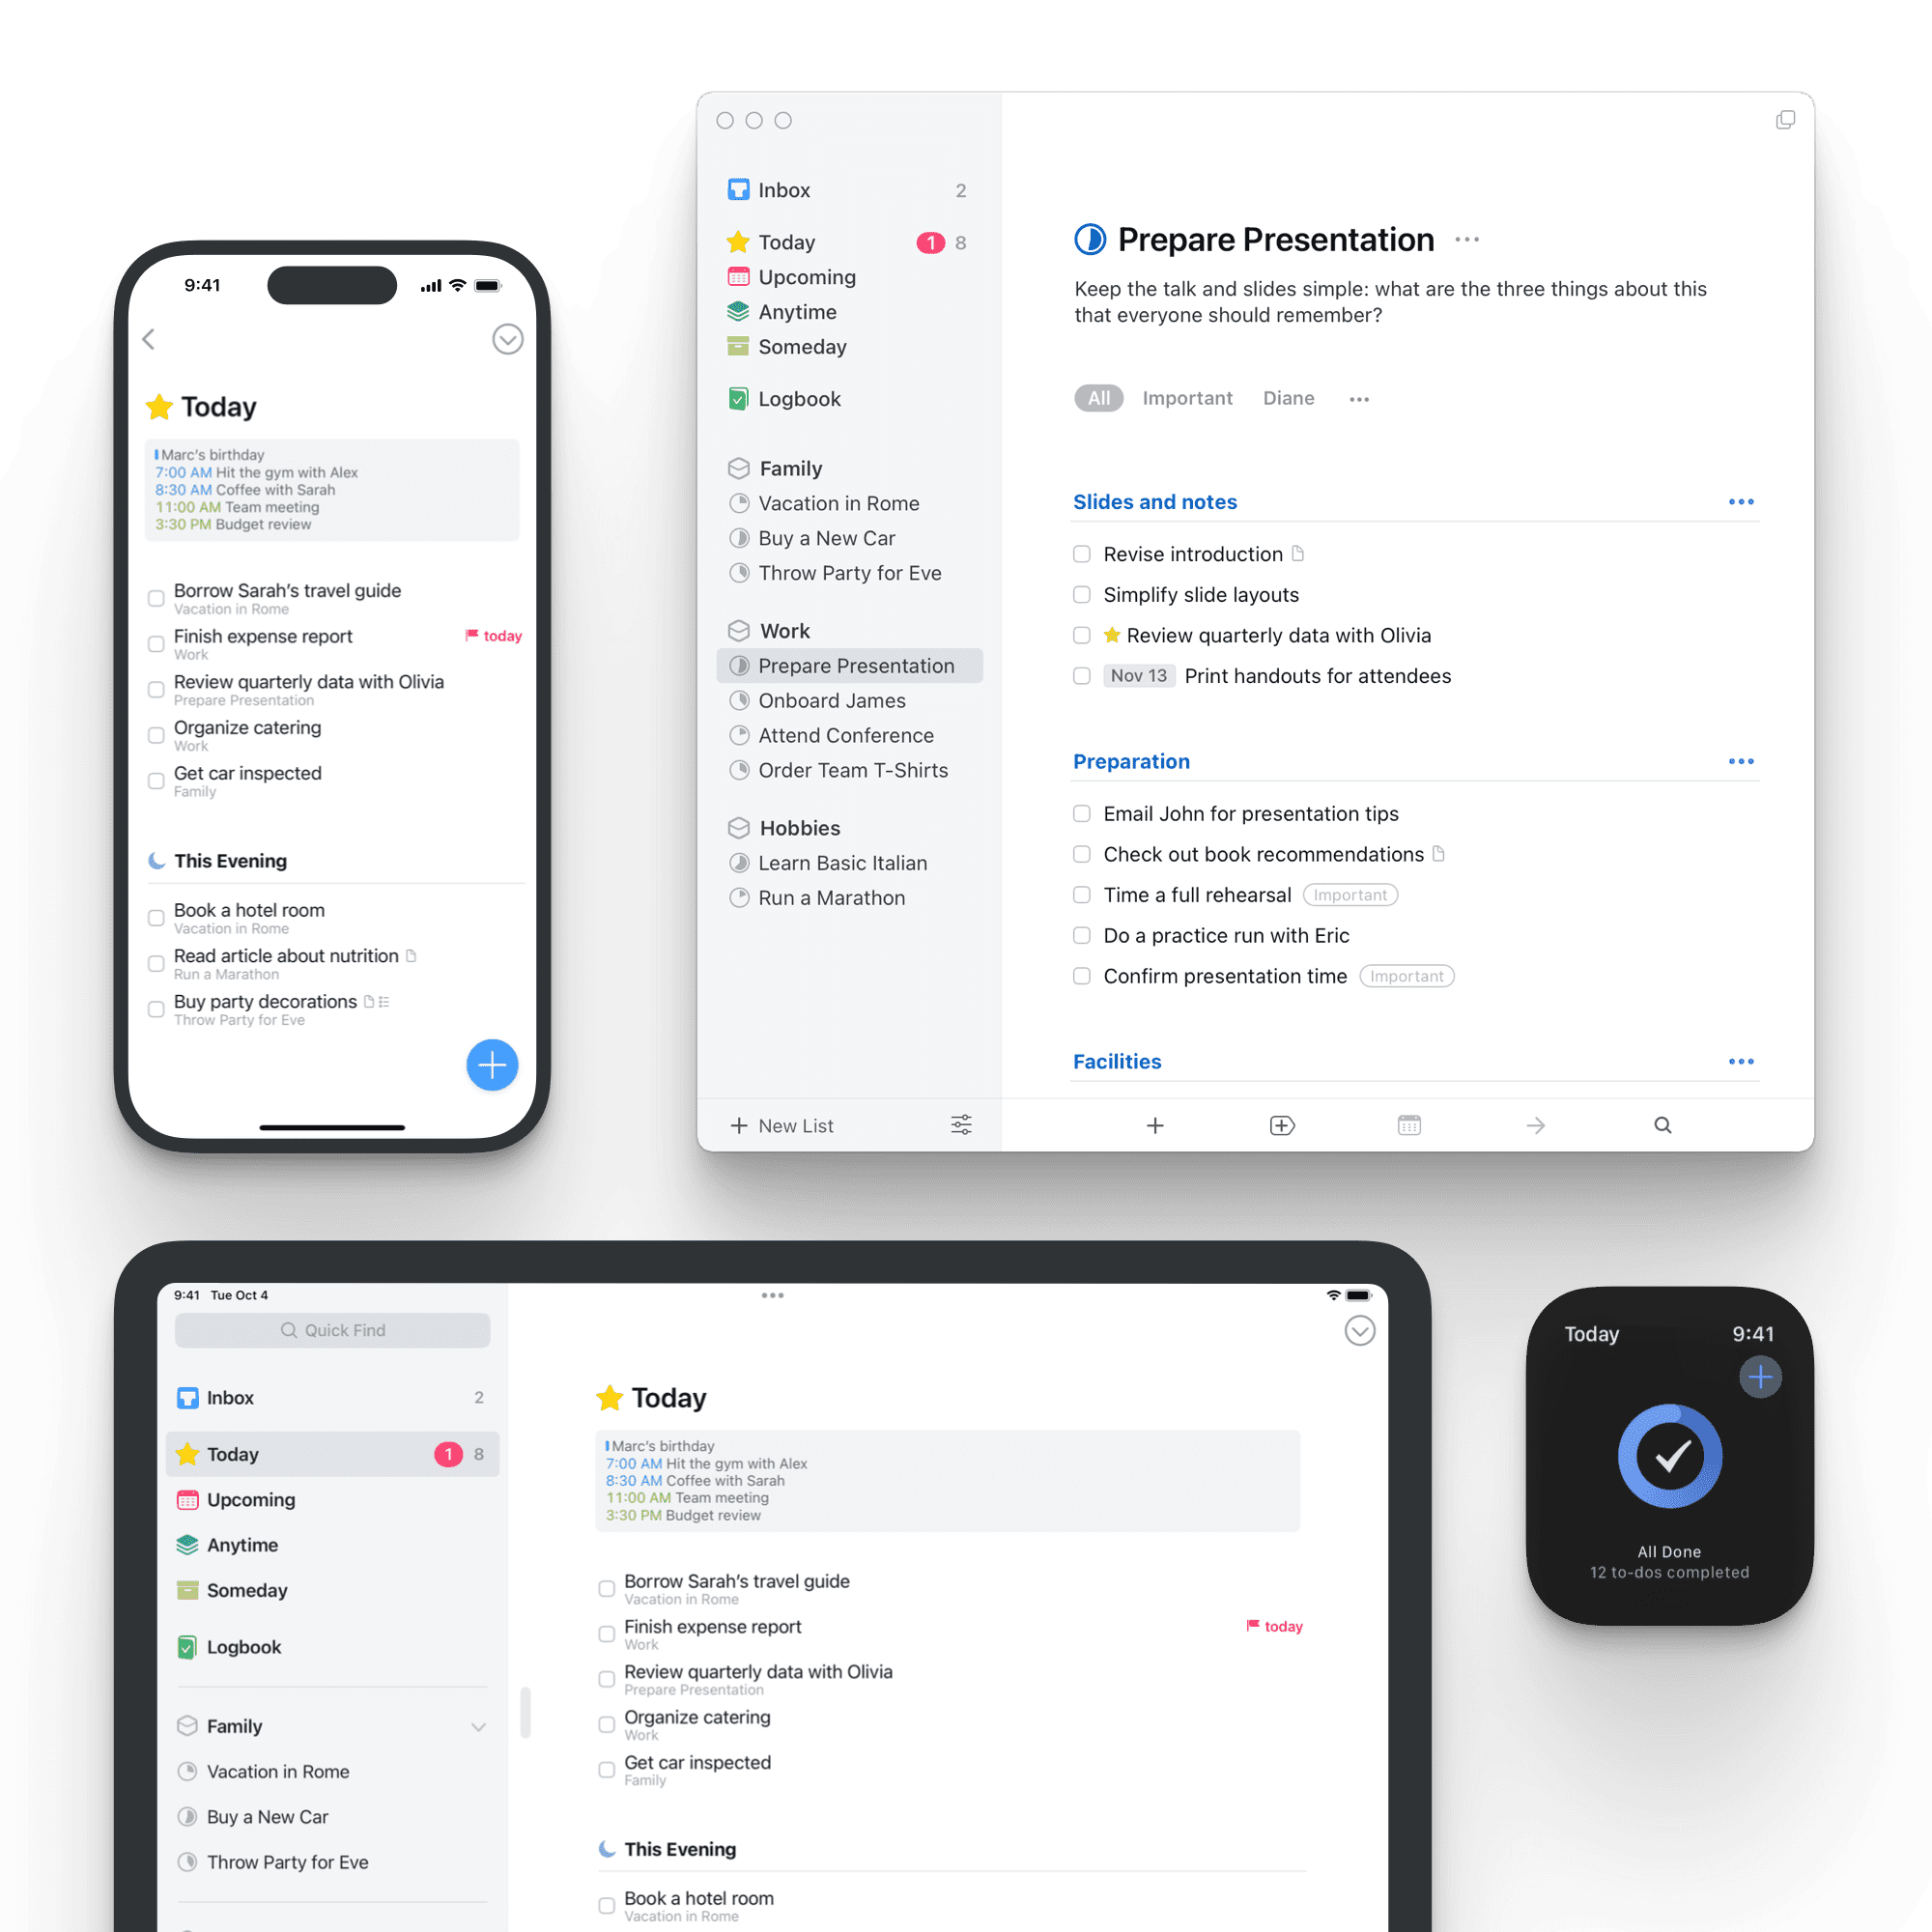 9:41
Today
Marc's birthday
7:00 AM Hit the gym with Alex
8:30 AM Coffee with Sarah
11:00 AM Team meeting
3:30 PM Budget review
Borrow Sarah's travel guide
Vacation in Rome
Finish expense report
today
Work
Review quarterly data with Olivia
Prepare Presentation
Organize catering
Work
Get car inspected
Family
This Evening
Book a hotel room
Vacation in Rome
Read article about nutrition
Run a Marathon
Buy party decorations
Throw Party for Eve
Inbox 2
Today 1 8
Upcoming
Anytime
Someday
Logbook
Family
Vacation in Rome
Buy a New Car
Throw Party for Eve
Work
Prepare Presentation
Onboard James
Attend Conference
Order Team T-Shirts
Hobbies
Learn Basic Italian
Run a Marathon
New List
Prepare Presentation
Keep the talk and slides simple: what are the three things about this
that everyone should remember?
All Important Diane
Slides and notes
Revise introduction
Simplify slide layouts
Review quarterly data with Olivia
Nov 13 Print handouts for attendees
Preparation
Email John for presentation tips
Check out book recommendations
Time a full rehearsal Important
Do a practice run with Eric
Confirm presentation time Important
Facilities
9:41 Tue Oct 4
Quick Find
Inbox 2
Today 1 8
Upcoming
Anytime
Someday
Logbook
Family
Vacation in Rome
Buy a New Car
Throw Party for Eve
Today
Marc's birthday
7:00 AM Hit the gym with Alex
8:30 AM Coffee with Sarah
11:00 AM Team meeting
3:30 PM Budget review
Borrow Sarah's travel guide
Vacation in Rome
Finish expense report
today
Work
Review quarterly data with Olivia
Prepare Presentation
Organize catering
Work
Get car inspected
Family
This Evening
Book a hotel room
Vacation in Rome
Today 9:41
All Done
12 to-dos completed